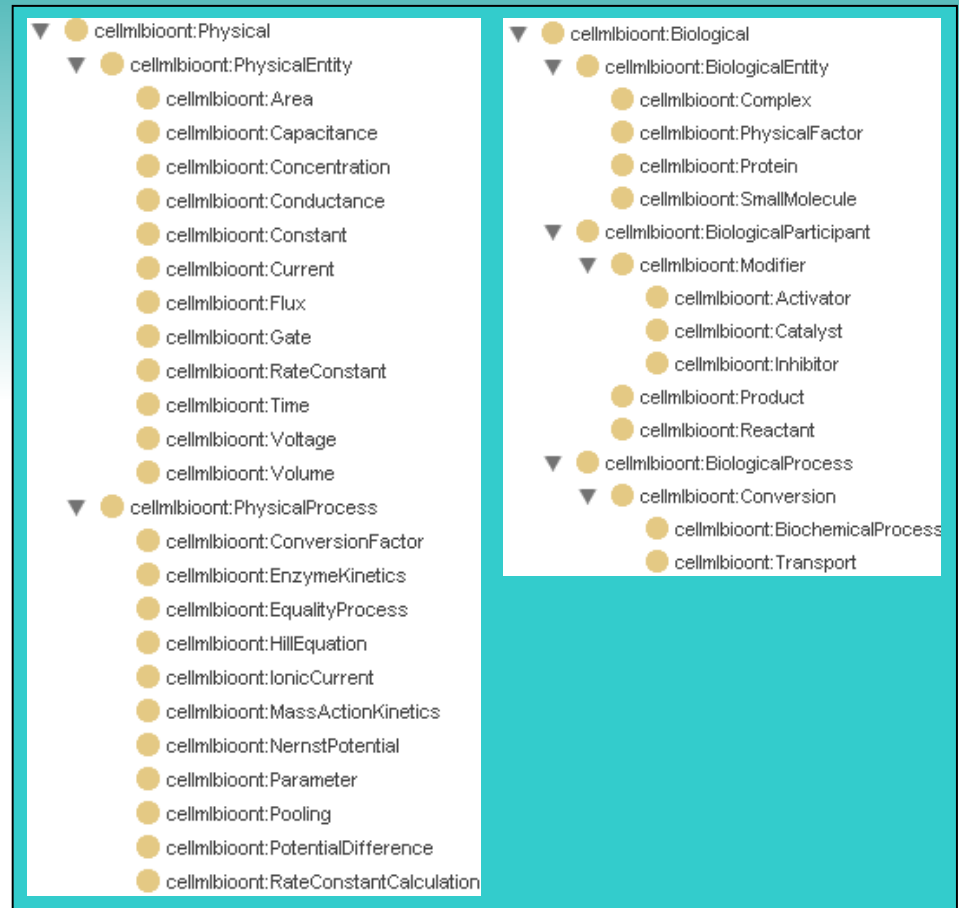 cellmlbioont:Physical
cellmlbioont:PhysicalEntity
cellmlbioont:Area
cellmlbioont:Capacitance
cellmlbioont:Concentration
cellmlbioont:Conductance
cellmlbioont:Constant
cellmlbioont:Current
cellmlbioont:Flux
cellmlbioont:Gate
cellmlbioont:RateConstant
cellmlbioont:Time
cellmlbioont:Voltage
cellmlbioont:Volume
cellmlbioont:PhysicalProcess
cellmlbioont:ConversionFactor
cellmlbioont:EnzymeKinetics
cellmlbioont:EqualityProcess
cellmlbioont:HillEquation
cellmlbioont:IonicCurrent
cellmlbioont:MassActionKinetics
cellmlbioont:NernstPotential
cellmlbioont:Parameter
cellmlbioont:Pooling
cellmlbioont:PotentialDifference
cellmlbioont:RateConstantCalculation
cellmlbioont:Biological
cellmlbioont:BiologicalEntity
cellmlbioont:Complex
cellmlbioont:PhysicalFactor
cellmlbioont:Protein
cellmlbioont:SmallMolecule
cellmlbioont:BiologicalParticipant
cellmlbioont:Modifier
cellmlbioont:Activator
cellmlbioont:Catalyst
cellmlbioont:Inhibitor
cellmlbioont:Product
cellmlbioont:Reactant
cellmlbioont:BiologicalProcess
cellmlbioont:Conversion
cellmlbioont:BiochemicalProcess
cellmlbioont:Transport